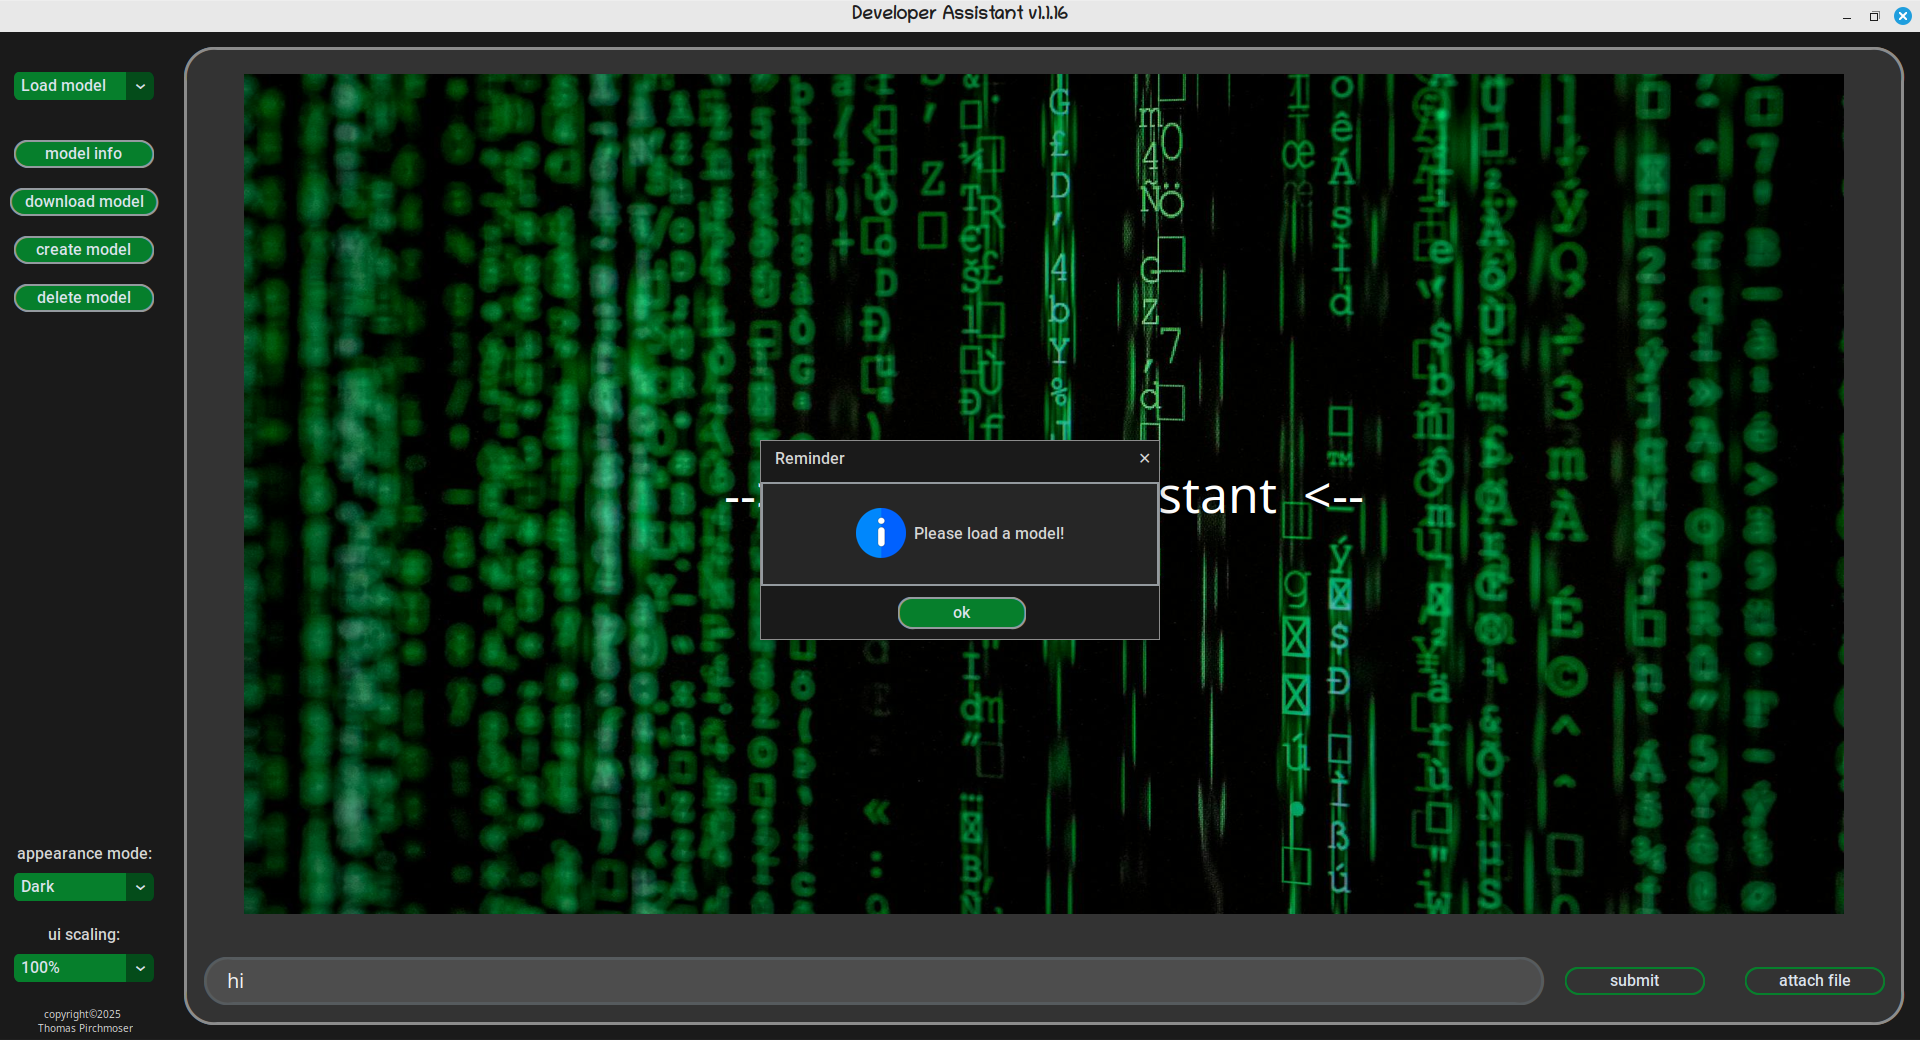 Developer Assistant v1.1.16
Load model
model info
download model
create model
delete model
stant <--
Reminder
Please load a model!
ok
appearance mode:
Dark
ui scaling:
100%
copyright©2025
Thomas Pirchmoser
hi
submit
attach file